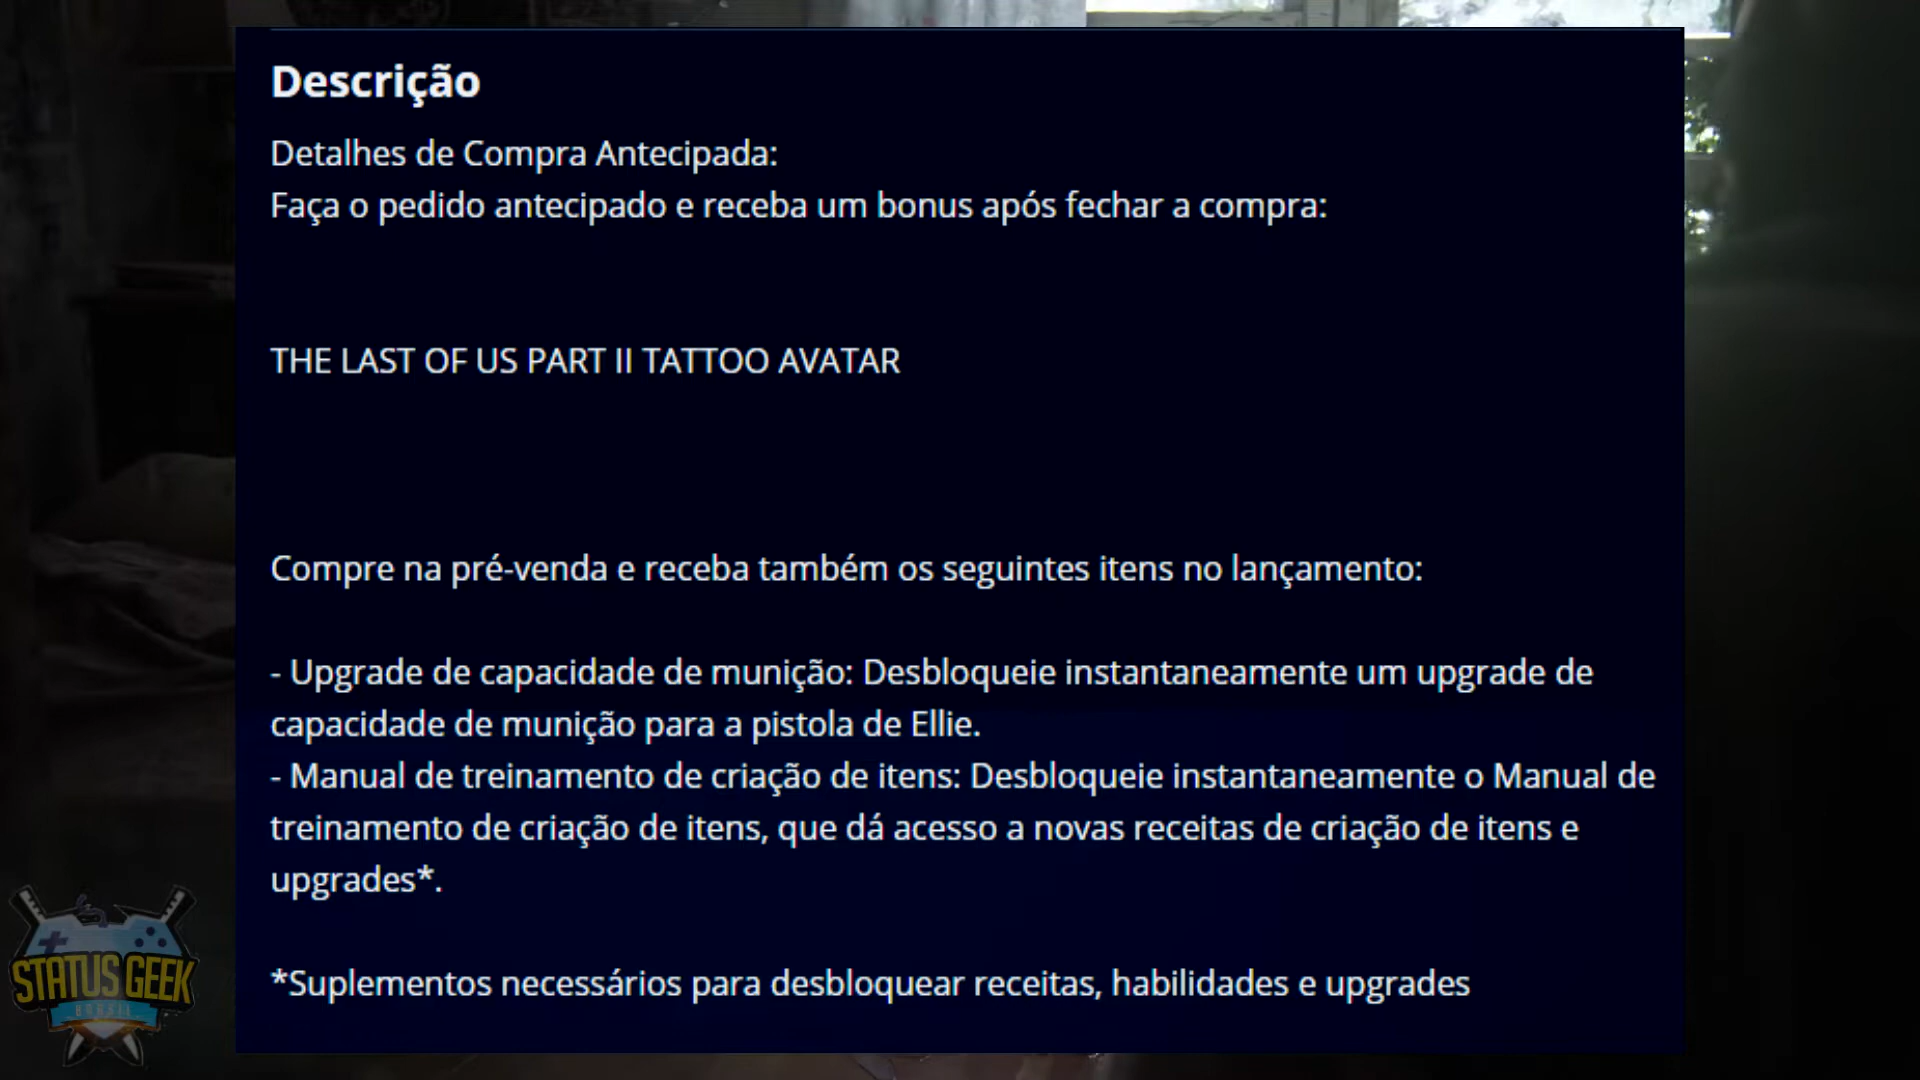 Descrição
Detalhes de Compra Antecipada:
Faça o pedido antecipado e receba um bonus após fechar a compra:
THE LAST OF US PART II TATTOO AVATAR
Compre na pré-venda e receba também os seguintes itens no lançamento:
- Upgrade de capacidade de munição: Desbloqueie instantaneamente um upgrade de
capacidade de munição para a pistola de Ellie.
- Manual de treinamento de criação de itens: Desbloqueie instantaneamente o Manual de
treinamento de criação de itens, que dá acesso a novas receitas de criação de itens e
upgrades*.
*Suplementos necessários para desbloquear receitas, habilidades e upgrades
STATUS GEEK
BRASIL